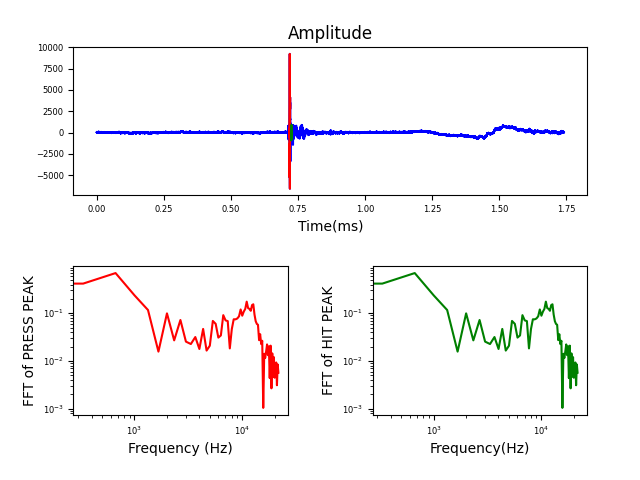 Amplitude
10000
7500
5000
2500
0
−2500
−5000
0.00 0.25 0.50 0.75 1.00 1.25 1.50 1.75
Time(ms)
FFT of PRESS PEAK
10⁻¹
10⁻²
10⁻³
10³ 10⁴
Frequency (Hz)
FFT of HIT PEAK
10⁻¹
10⁻²
10⁻³
10³ 10⁴
Frequency(Hz)